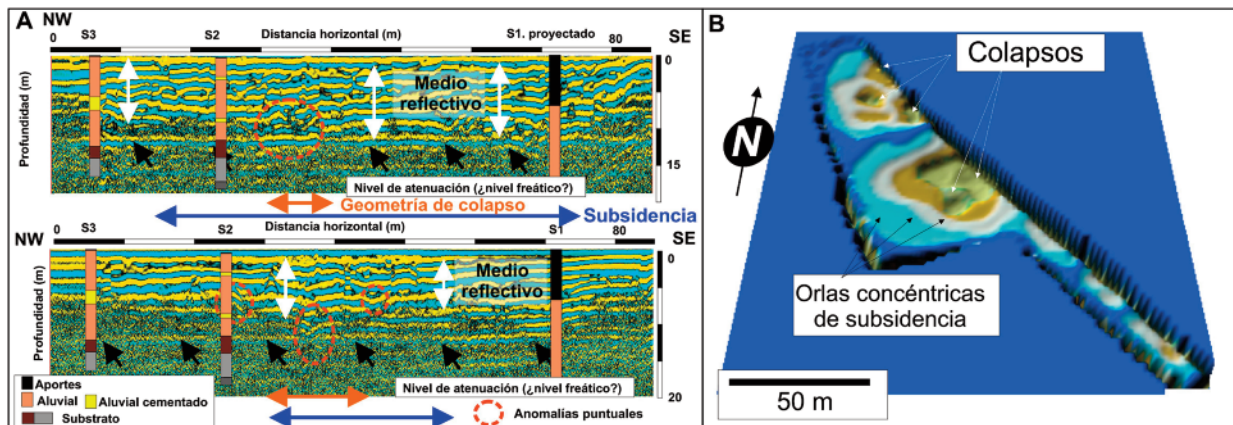 A
NW
0
S3
S2
Distancia horizontal (m)
S1. proyectado
80
SE
Profundidad (m)
Medio
reflectivo
0
15
Nivel de atenuación (¿nivel freático?)
Geometría de colapso
Subsidencia
NW
0
S3
S2
Distancia horizontal (m)
S1
80
SE
Profundidad (m)
Medio
reflectivo
0
20
Nivel de atenuación (¿nivel freático?)
Anomalías puntuales
Aportes
Aluvial
Aluvial cementado
Substrato
B
Colapsos
N
Orlas concéntricas
de subsidencia
50 m